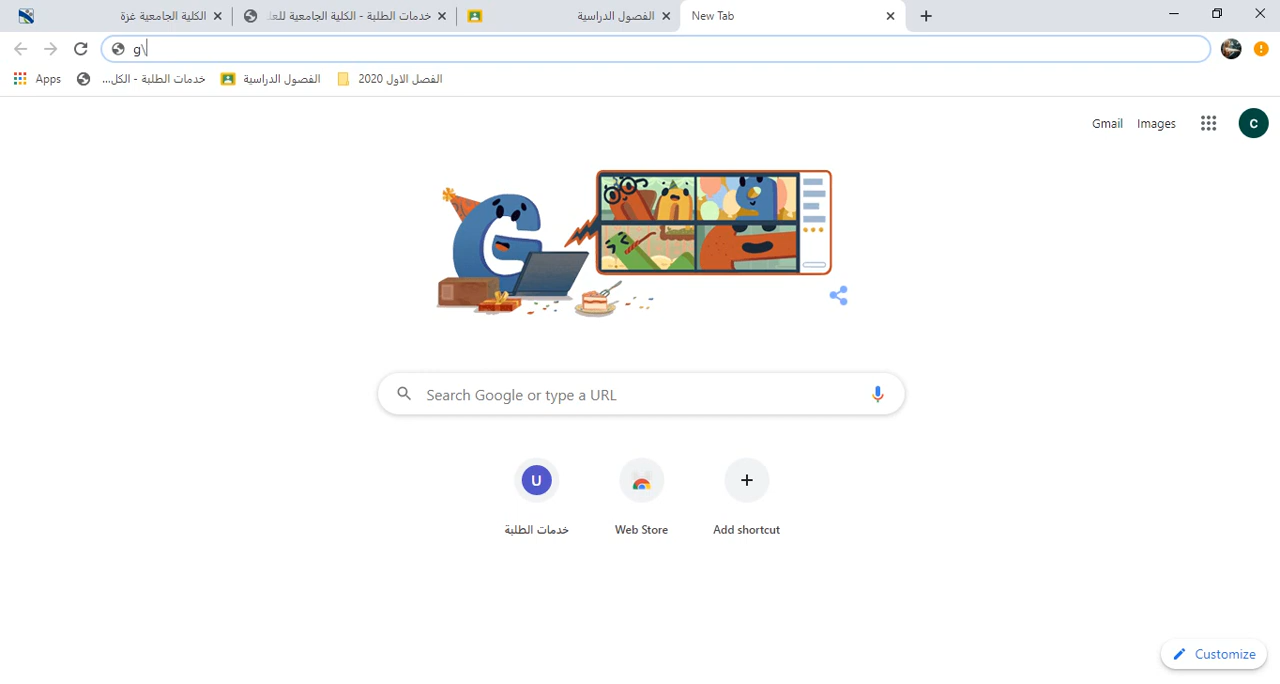 الكلية الجامعية غزة
خدمات الطلبة - الكلية الجامعية للعل
الفصول الدراسية
New Tab
g\
Apps
خدمات الطلبة - الكل...
الفصول الدراسية
الفصل الاول 2020
Gmail
Images
C
Search Google or type a URL
U
خدمات الطلبة
Web Store
Add shortcut
Customize